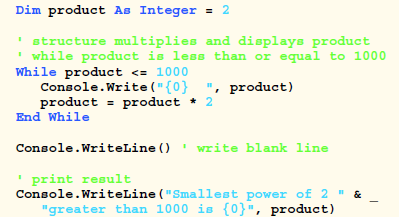 Dim product As Integer = 2
' structure multiplies and displays product
' while product is less than or equal to 1000
While product <= 1000
Console.Write("{0}  ", product)
product = product * 2
End While
Console.WriteLine() ' write blank line
' print result
Console.WriteLine("Smallest power of 2 " & _
"greater than 1000 is {0}", product)